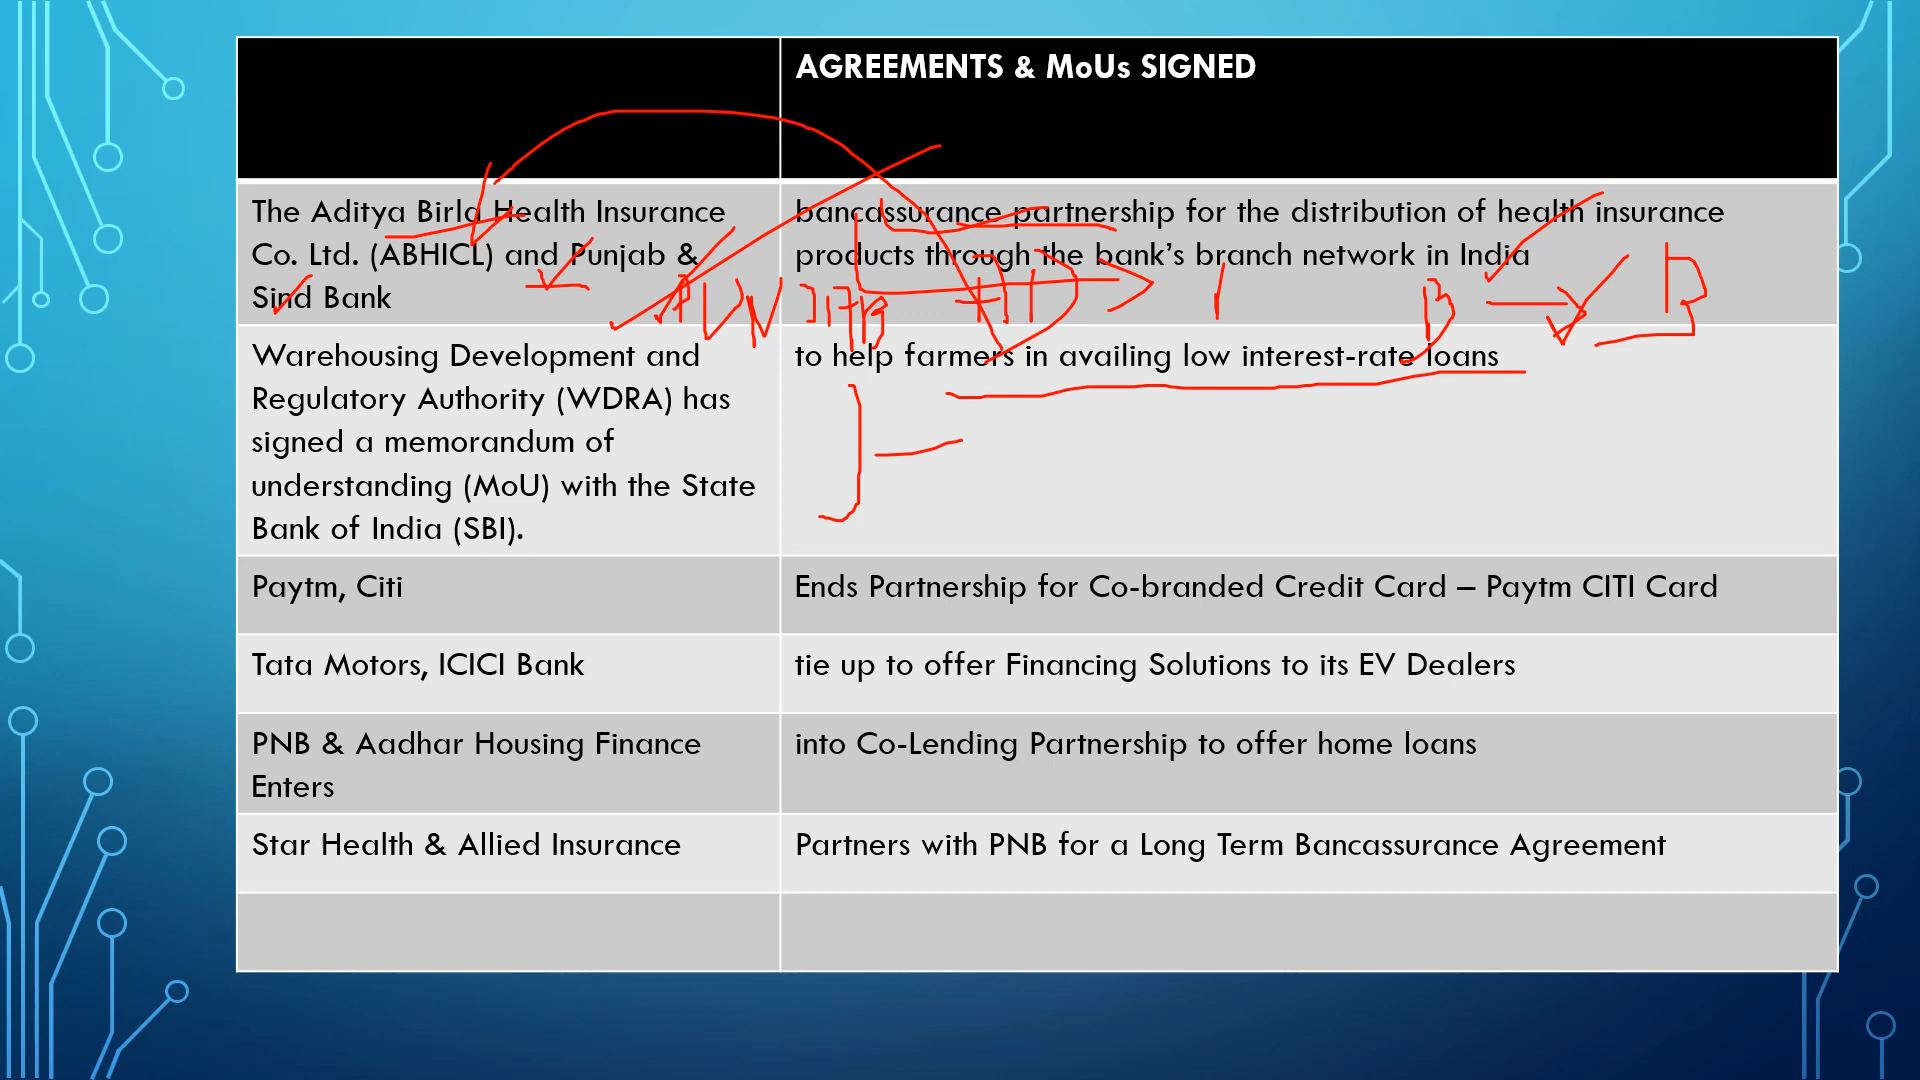 AGREEMENTS & MoUs SIGNED
The Aditya Birla Health Insurance
Co. Ltd. (ABHICL) and Punjab &
Sind Bank
bancassurance partnership for the distribution of health insurance
products through the bank's branch network in India
Warehousing Development and
Regulatory Authority (WDRA) has
signed a memorandum of
understanding (MoU) with the State
Bank of India (SBI).
to help farmers in availing low interest-rate loans
Paytm, Citi
Ends Partnership for Co-branded Credit Card – Paytm CITI Card
Tata Motors, ICICI Bank
tie up to offer Financing Solutions to its EV Dealers
PNB & Aadhar Housing Finance
Enters
into Co-Lending Partnership to offer home loans
Star Health & Allied Insurance
Partners with PNB for a Long Term Bancassurance Agreement